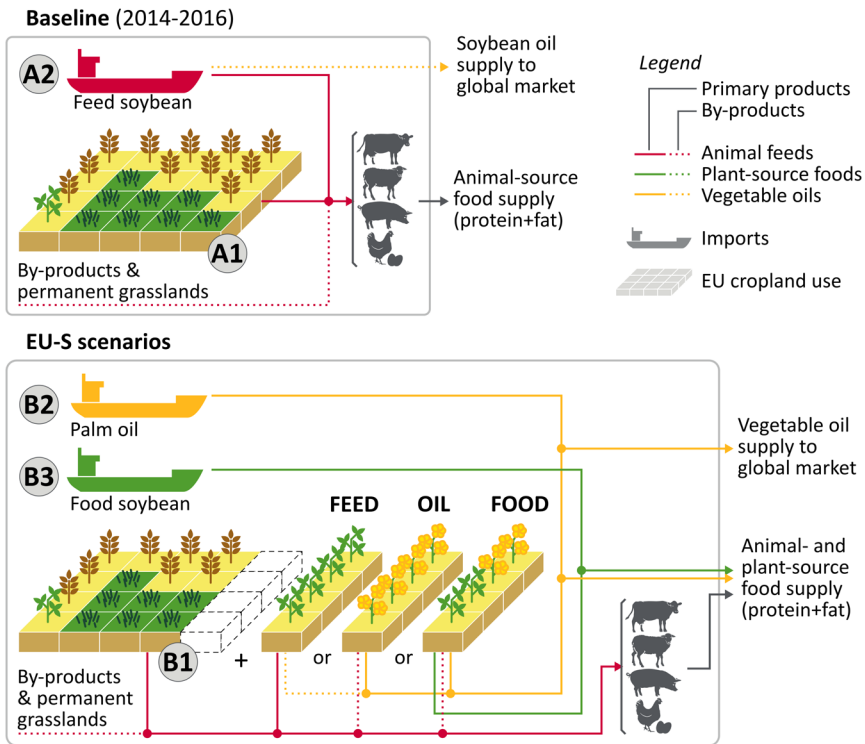 Baseline (2014-2016)
A2
Feed soybean
Soybean oil
supply to
global market
A1
Animal-source
food supply
(protein+fat)
By-products &
permanent grasslands
Legend
Primary products
By-products
Animal feeds
Plant-source foods
Vegetable oils
Imports
EU cropland use
EU-S scenarios
B2
Palm oil
B3
Food soybean
Vegetable oil
supply to
global market
FEED OIL FOOD
Animal- and
plant-source
food supply
(protein+fat)
B1
+ or or
By-products
& permanent
grasslands